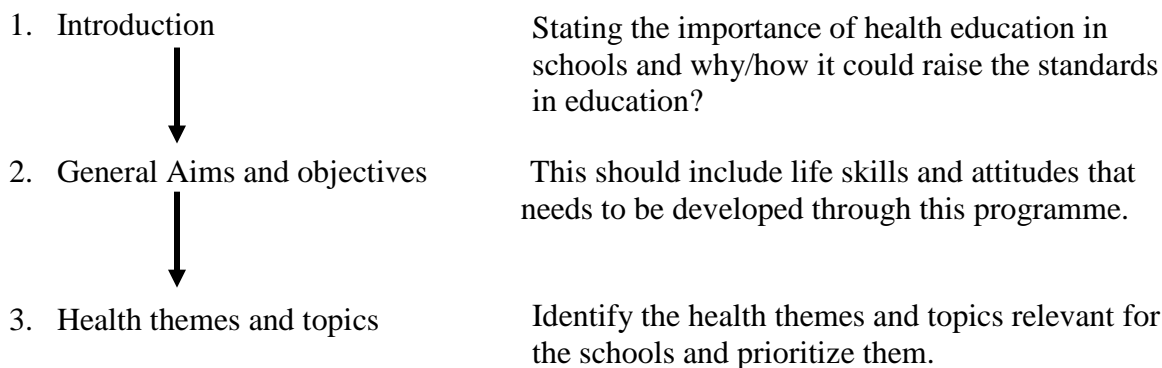 1. Introduction
Stating the importance of health education in
schools and why/how it could raise the standards
in education?
2. General Aims and objectives
This should include life skills and attitudes that
needs to be developed through this programme.
3. Health themes and topics
Identify the health themes and topics relevant for
the schools and prioritize them.